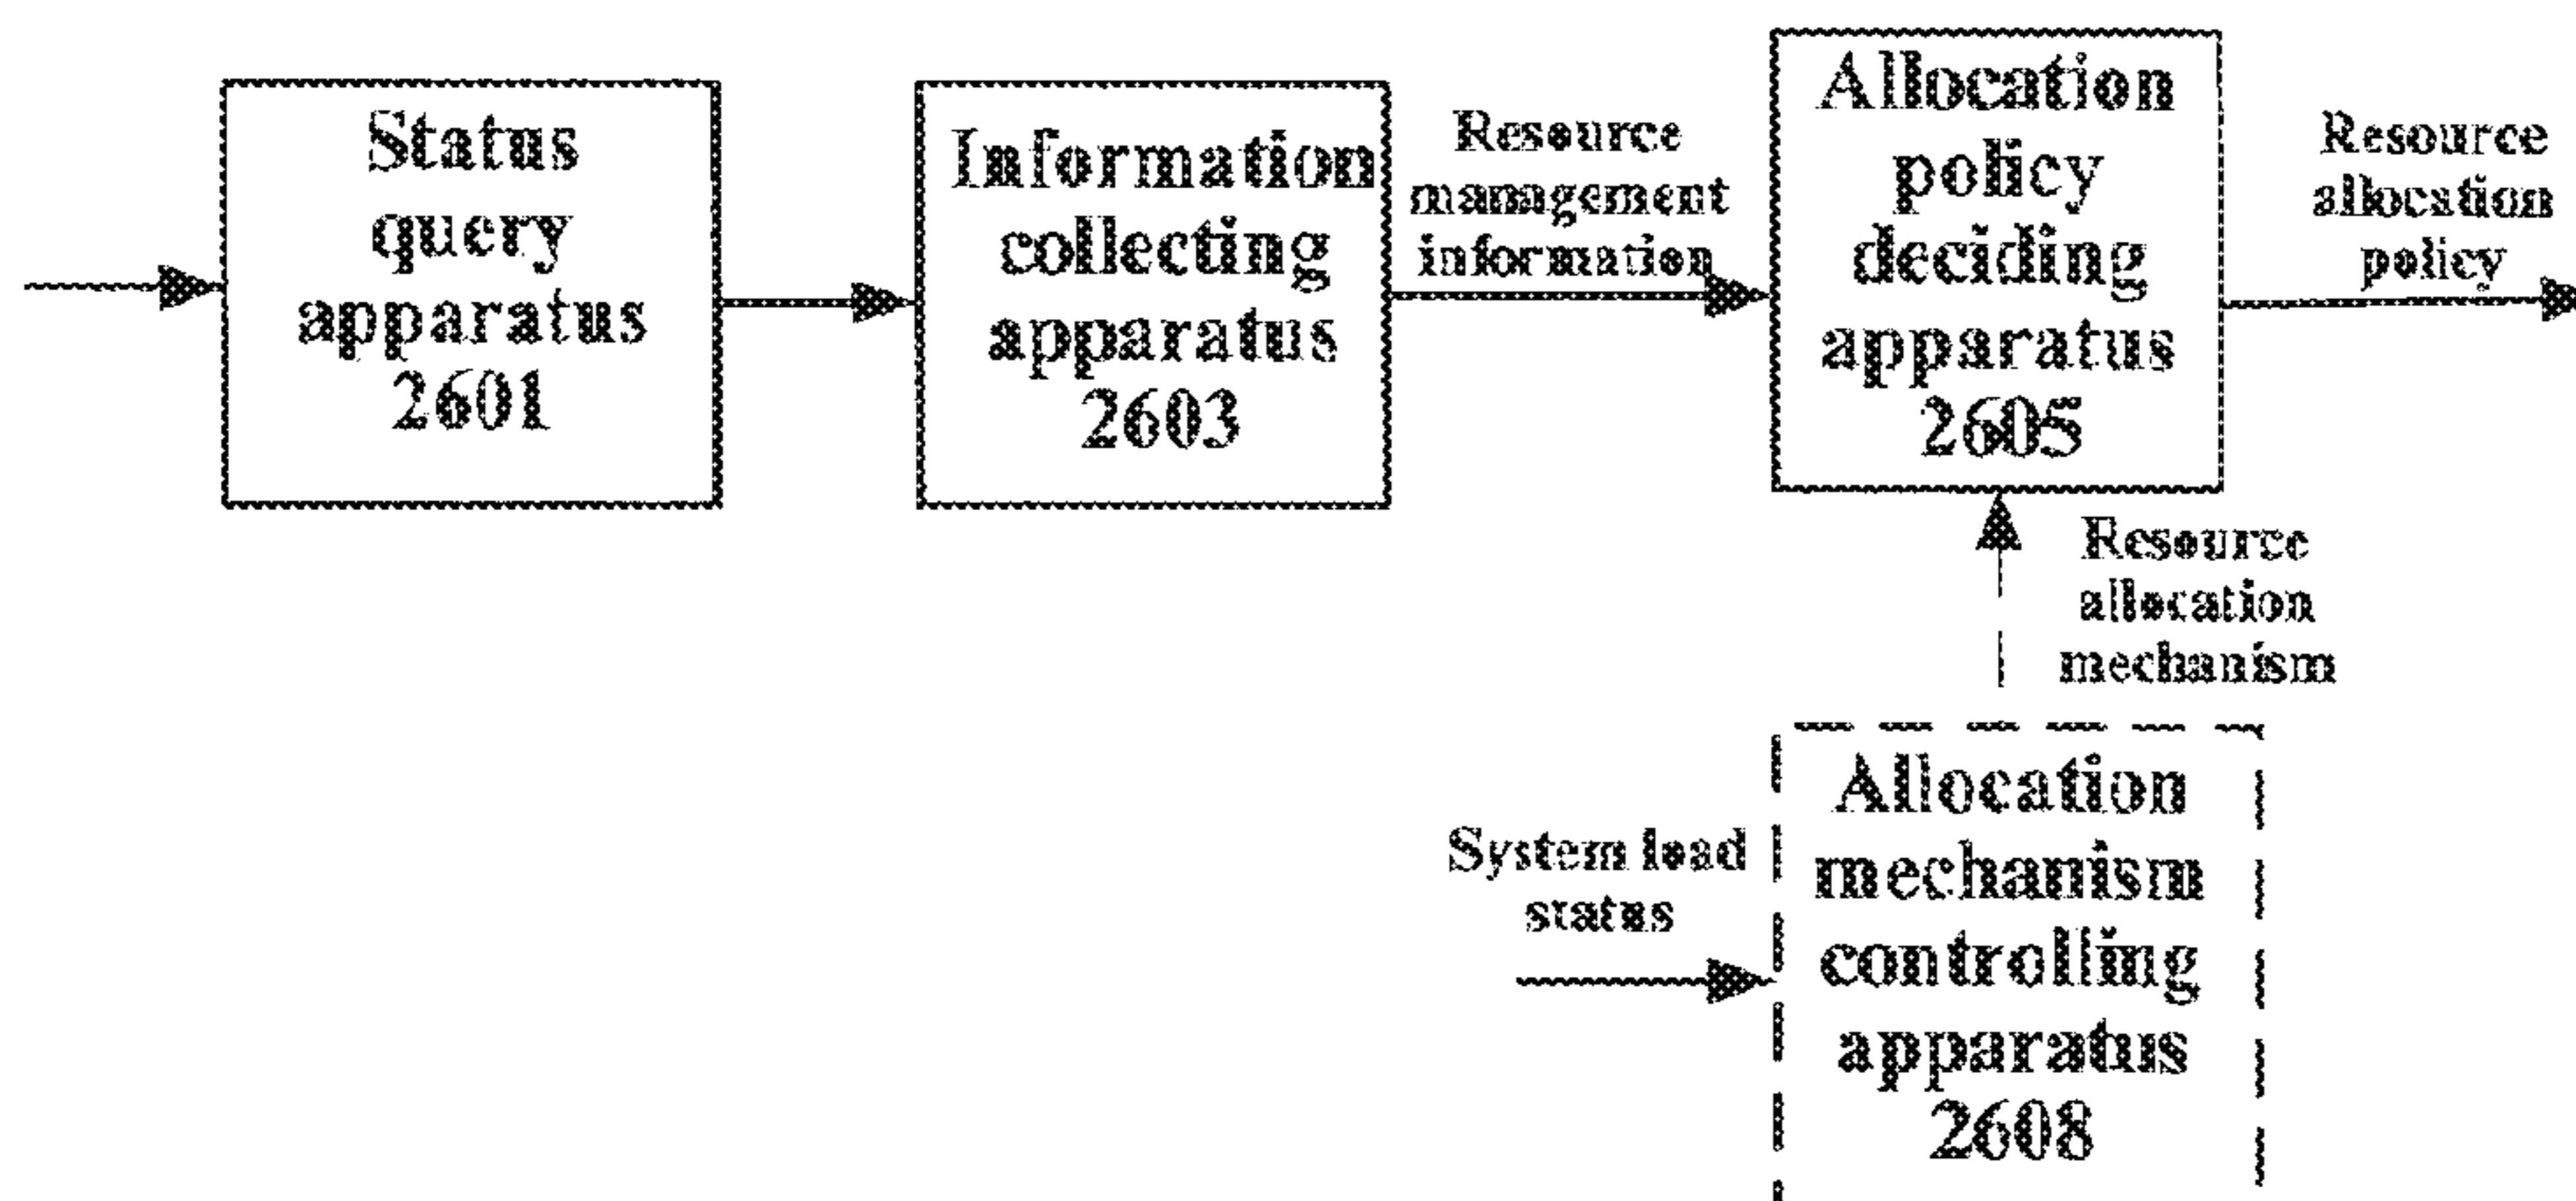 Status
query
apparatus
2601
Information
collecting
apparatus
2603
Resource
management
information
Allocation
policy
deciding
apparatus
2605
Resource
allocation
policy
Resource
allocation
mechanism
System load
status
Allocation
mechanism
controlling
apparatus
2608